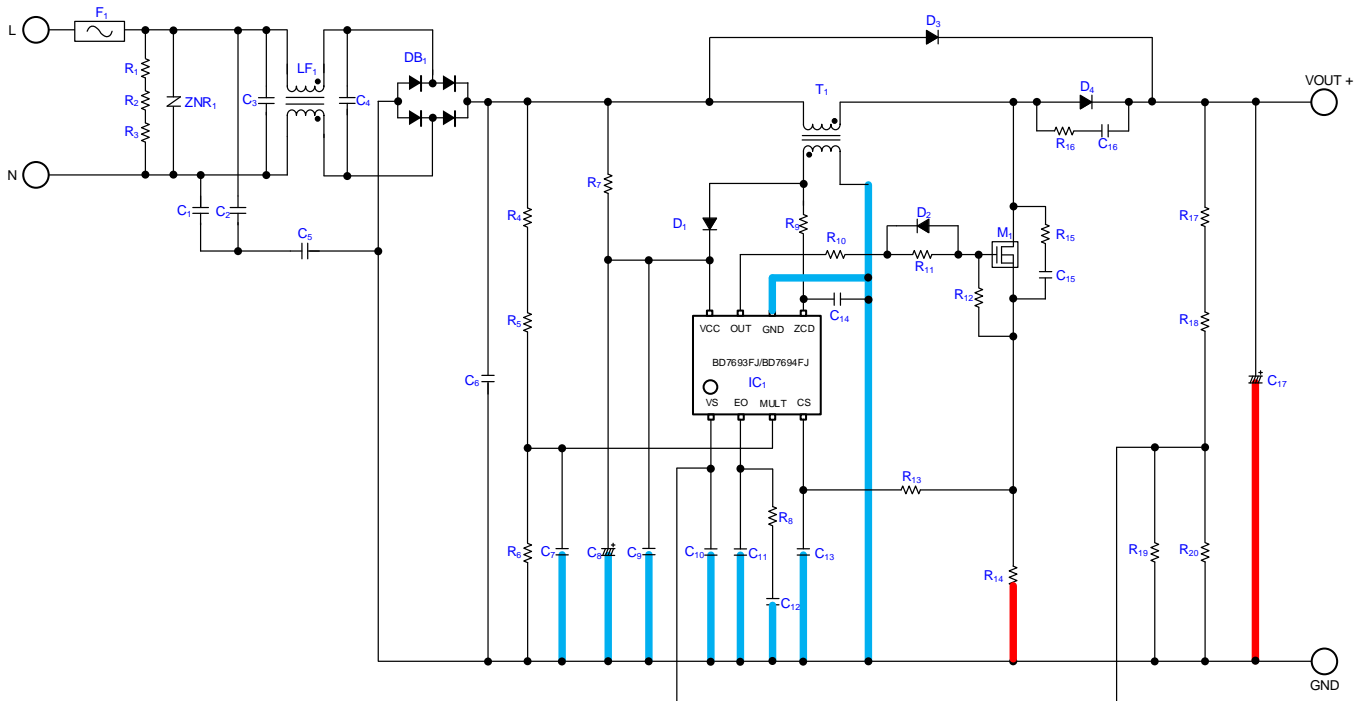 F1
L
R1
R2
R3
ZNR1
C3
LF1
C4
DB1
D3
T1
D4
R16
C16
VOUT +
N
C1
C2
C5
R7
R4
D1
R9
D2
R10
R11
M1
R12
R15
C15
R17
R5
C14
R18
VCC
OUT
GND
ZCD
BD7693FJ/BD7694FJ
IC1
VS
EO
MULT
CS
C6
C17
R13
R8
R6
C7
C8
C9
C10
C11
C12
C13
R14
R19
R20
+
+
GND